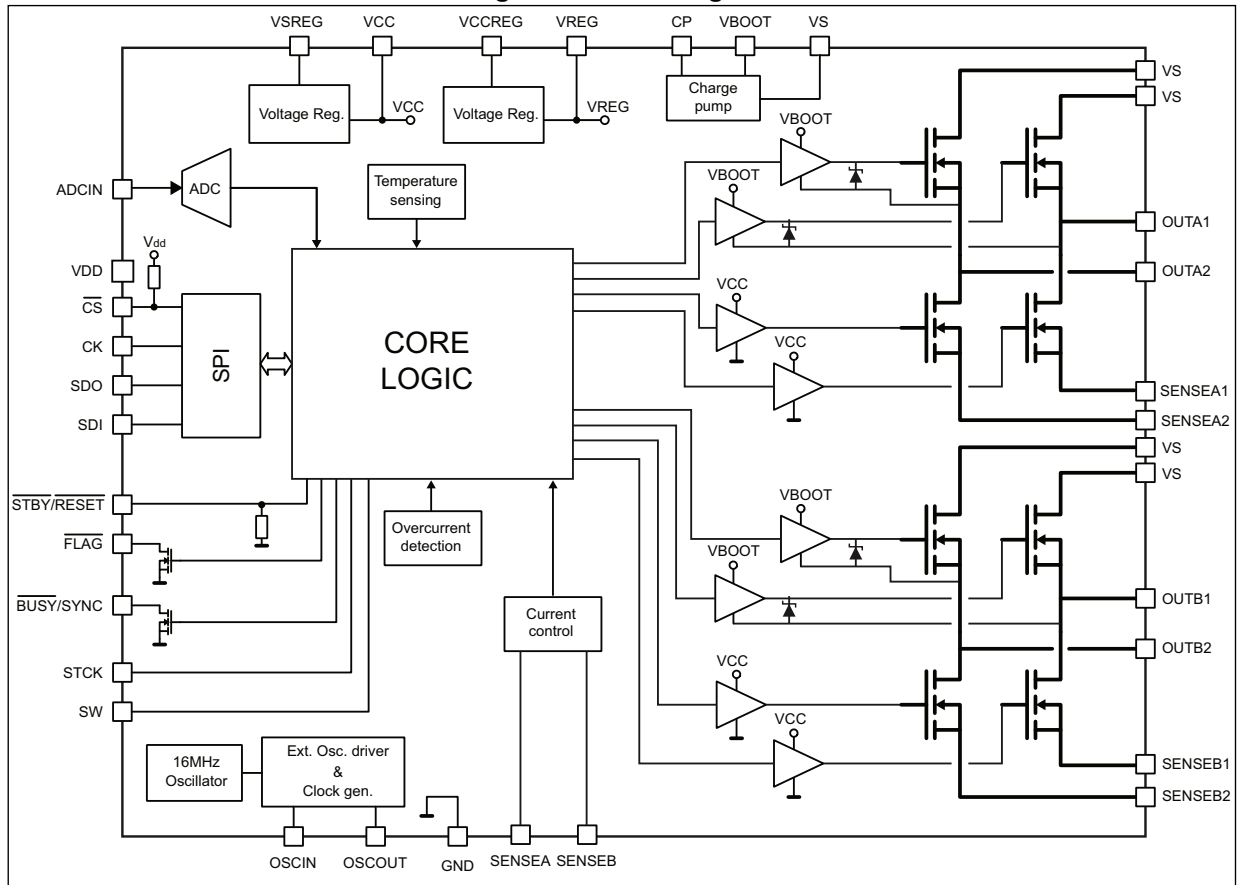 VSREG VCC VCCREG VREG CP VBOOT VS
Voltage Reg.
VCC
Voltage Reg.
VREG
Charge
pump
VS
VS
VBOOT
ADCIN
ADC
Temperature
sensing
VBOOT
OUTA1
Vdd
VDD
OUTA2
CS
CK
SDO
SDI
SPI
CORE
LOGIC
VCC
VCC
SENSEA1
SENSEA2
VS
VS
STBY/RESET
FLAG
BUSY/SYNC
STCK
SW
Overcurrent
detection
Current
control
VBOOT
VBOOT
OUTB1
OUTB2
VCC
VCC
SENSEB1
SENSEB2
16MHz
Oscillator
Ext. Osc. driver
&
Clock gen.
OSCIN OSCOUT GND SENSEA SENSEB